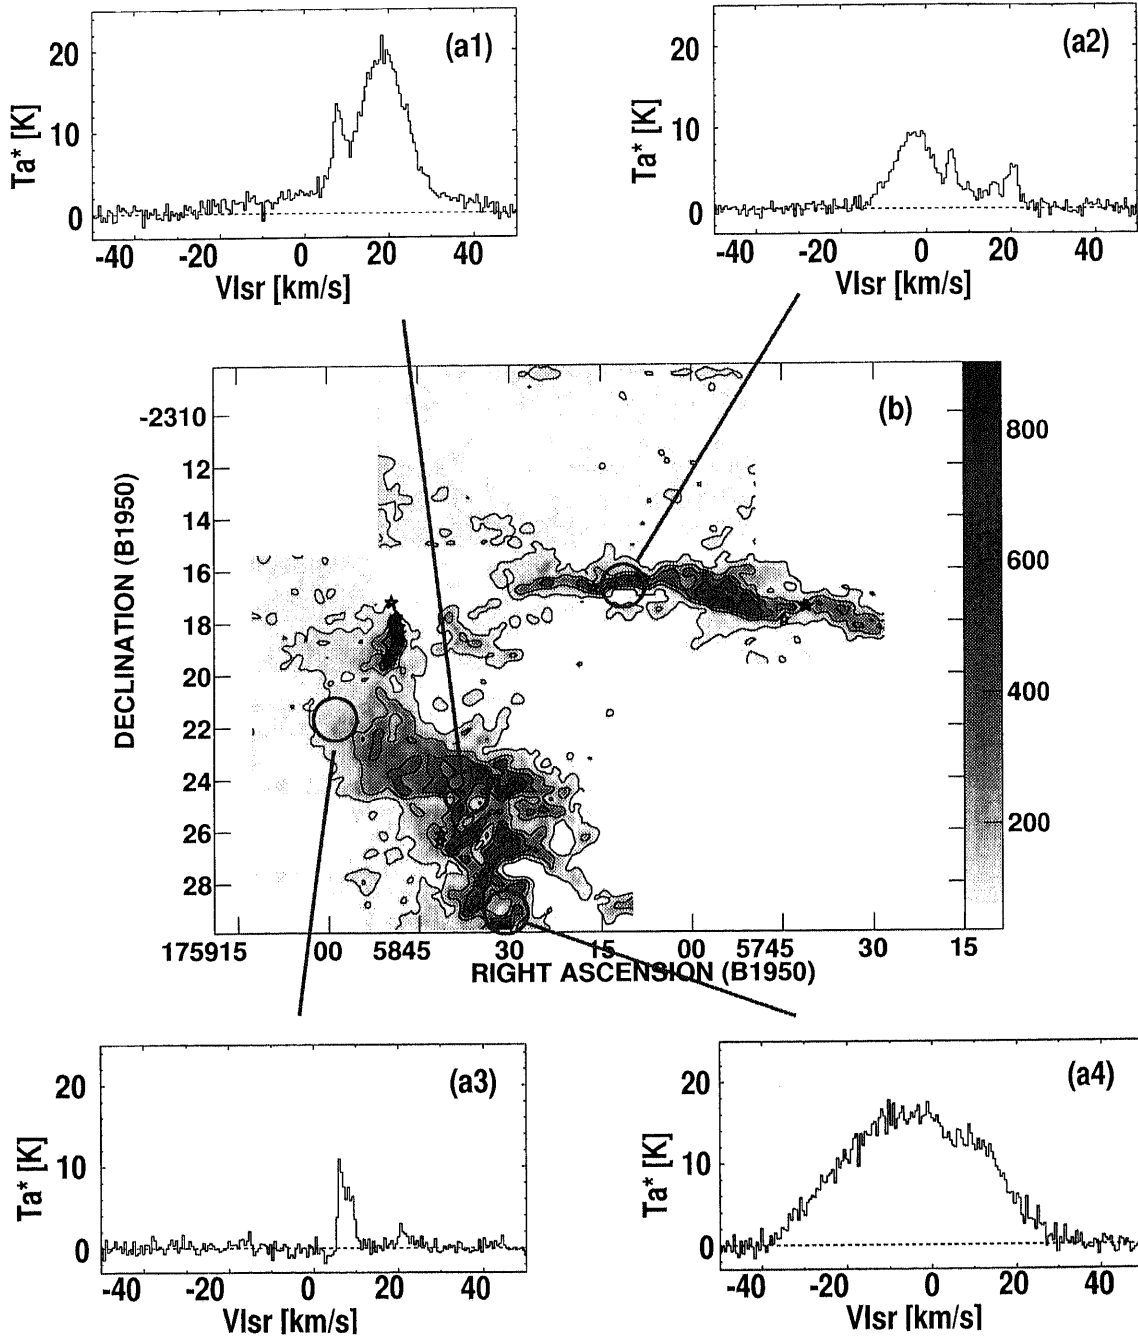 (a1)
20
10
0
Ta* [K]
-40 -20 0 20 40
Vlsr [km/s]
(a2)
20
10
0
Ta* [K]
-40 -20 0 20 40
Vlsr [km/s]
(b)
-2310
12
14
16
18
20
22
24
26
28
DECLINATION (B1950)
175915 00 5845 30 15 00 5745 30 15
RIGHT ASCENSION (B1950)
800
600
400
200
(a3)
20
10
0
Ta* [K]
-40 -20 0 20 40
Vlsr [km/s]
(a4)
20
10
0
Ta* [K]
-40 -20 0 20 40
Vlsr [km/s]